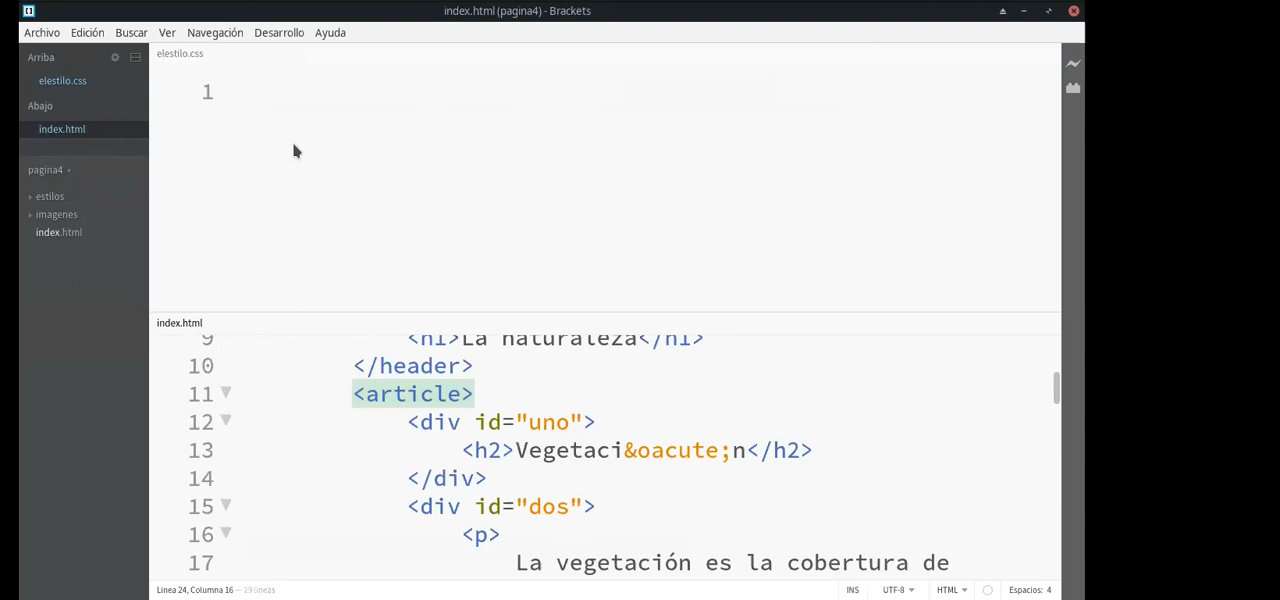 index.html (pagina4) - Brackets
Archivo Edición Buscar Ver Navegación Desarrollo Ayuda
Arriba
elestilo.css
Abajo
index.html
pagina4
estilos
imagenes
index.html
elestilo.css
1
index.html
9 <h1>La naturaleza</h1>
10 </header>
11 <article>
12 <div id="uno">
13 <h2>Vegetaci&oacute;n</h2>
14 </div>
15 <div id="dos">
16 <p>
17 La vegetación es la cobertura de
Línea 24, Columna 16 — 29 líneas INS UTF-8 HTML Espacios: 4